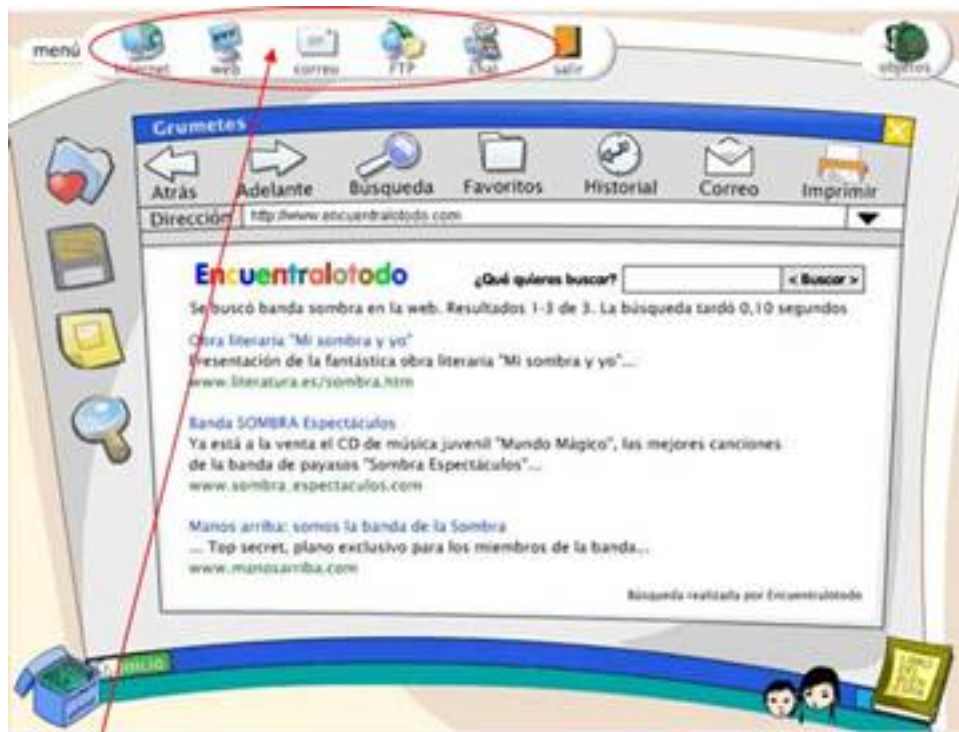 menú
internet web correo FTP chat salir
objetos
Grumetes
Atrás Adelante Búsqueda Favoritos Historial Correo Imprimir
Dirección http://www.encuentralotodo.com
Encuentralotodo ¿Qué quieres buscar? < Buscar >
Se buscó banda sombra en la web. Resultados 1-3 de 3. La búsqueda tardó 0,10 segundos
Obra literaria "Mi sombra y yo"
Presentación de la fantástica obra literaria "Mi sombra y yo"...
www.literatura.es/sombra.htm
Banda SOMBRA Espectáculos
Ya está a la venta el CD de música juvenil "Mundo Mágico", las mejores canciones
de la banda de payasos "Sombra Espectáculos"...
www.sombra.espectaculos.com
Manos arriba: somos la banda de la Sombra
... Top secret, plano exclusivo para los miembros de la banda...
www.manosarriba.com
Búsqueda realizada por Encuentralotodo
inicio
LIBRO
DEL
BUEN